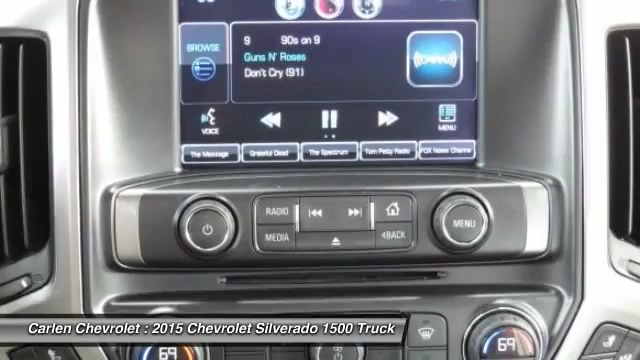 9 90s on 9
BROWSE
Guns N' Roses
Don't Cry (91)
VOICE
MENU
The Message Grateful Dead The Spectrum Tom Petty Radio FOX News Channe
RADIO
MENU
MEDIA
BACK
Carlen Chevrolet : 2015 Chevrolet Silverado 1500 Truck
69 69